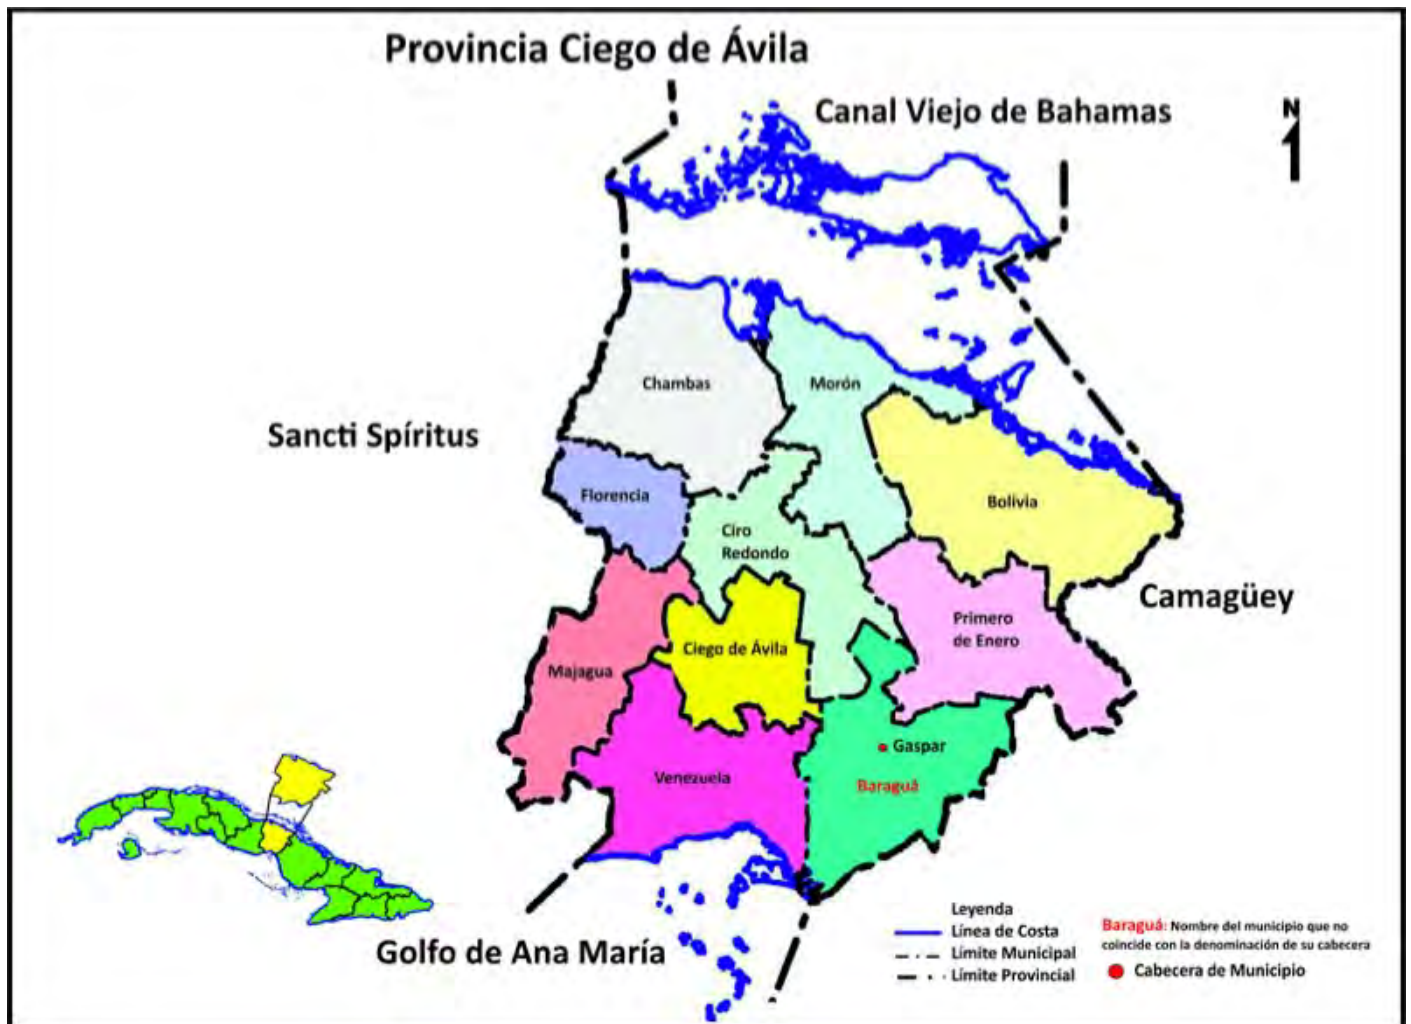 Provincia Ciego de Ávila
Canal Viejo de Bahamas
N
Chambas
Morón
Sancti Spíritus
Florencia
Bolivia
Ciro
Redondo
Camagüey
Primero
de Enero
Ciego de Ávila
Majagua
Gaspar
Venezuela
Baraguá
Golfo de Ana María
Leyenda
Línea de Costa
Límite Municipal
Límite Provincial
Baraguá: Nombre del municipio que no
coincide con la denominación de su cabecera
Cabecera de Municipio